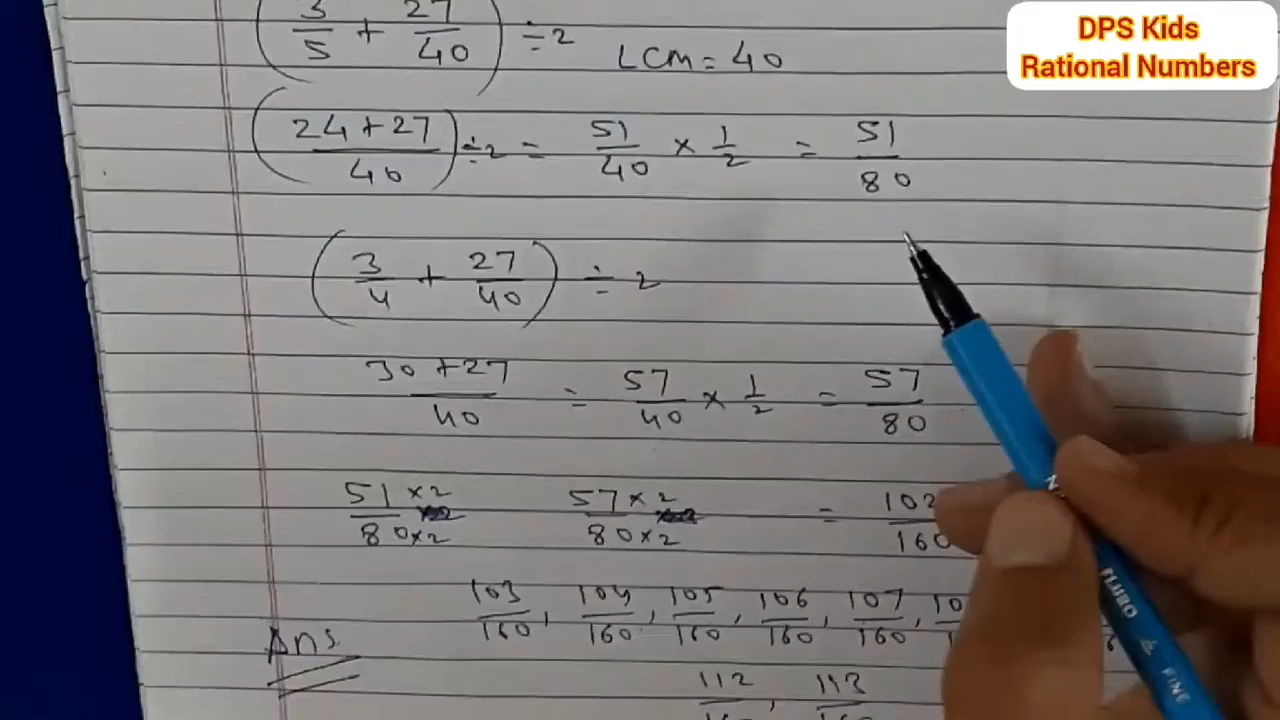 DPS Kids
Rational Numbers
(3/5 + 27/40) ÷2 LCM = 40
(24+27/40) ÷2 = 51/40 × 1/2 = 51/80
(3/4 + 27/40) ÷ 2
30+27/40 = 57/40 × 1/2 = 57/80
51×2/80×2 57×2/80×2 = 102/160
103/160, 104/160, 105/160, 106/160, 107/160,
Ans
112 , 113
FLUBO FINE